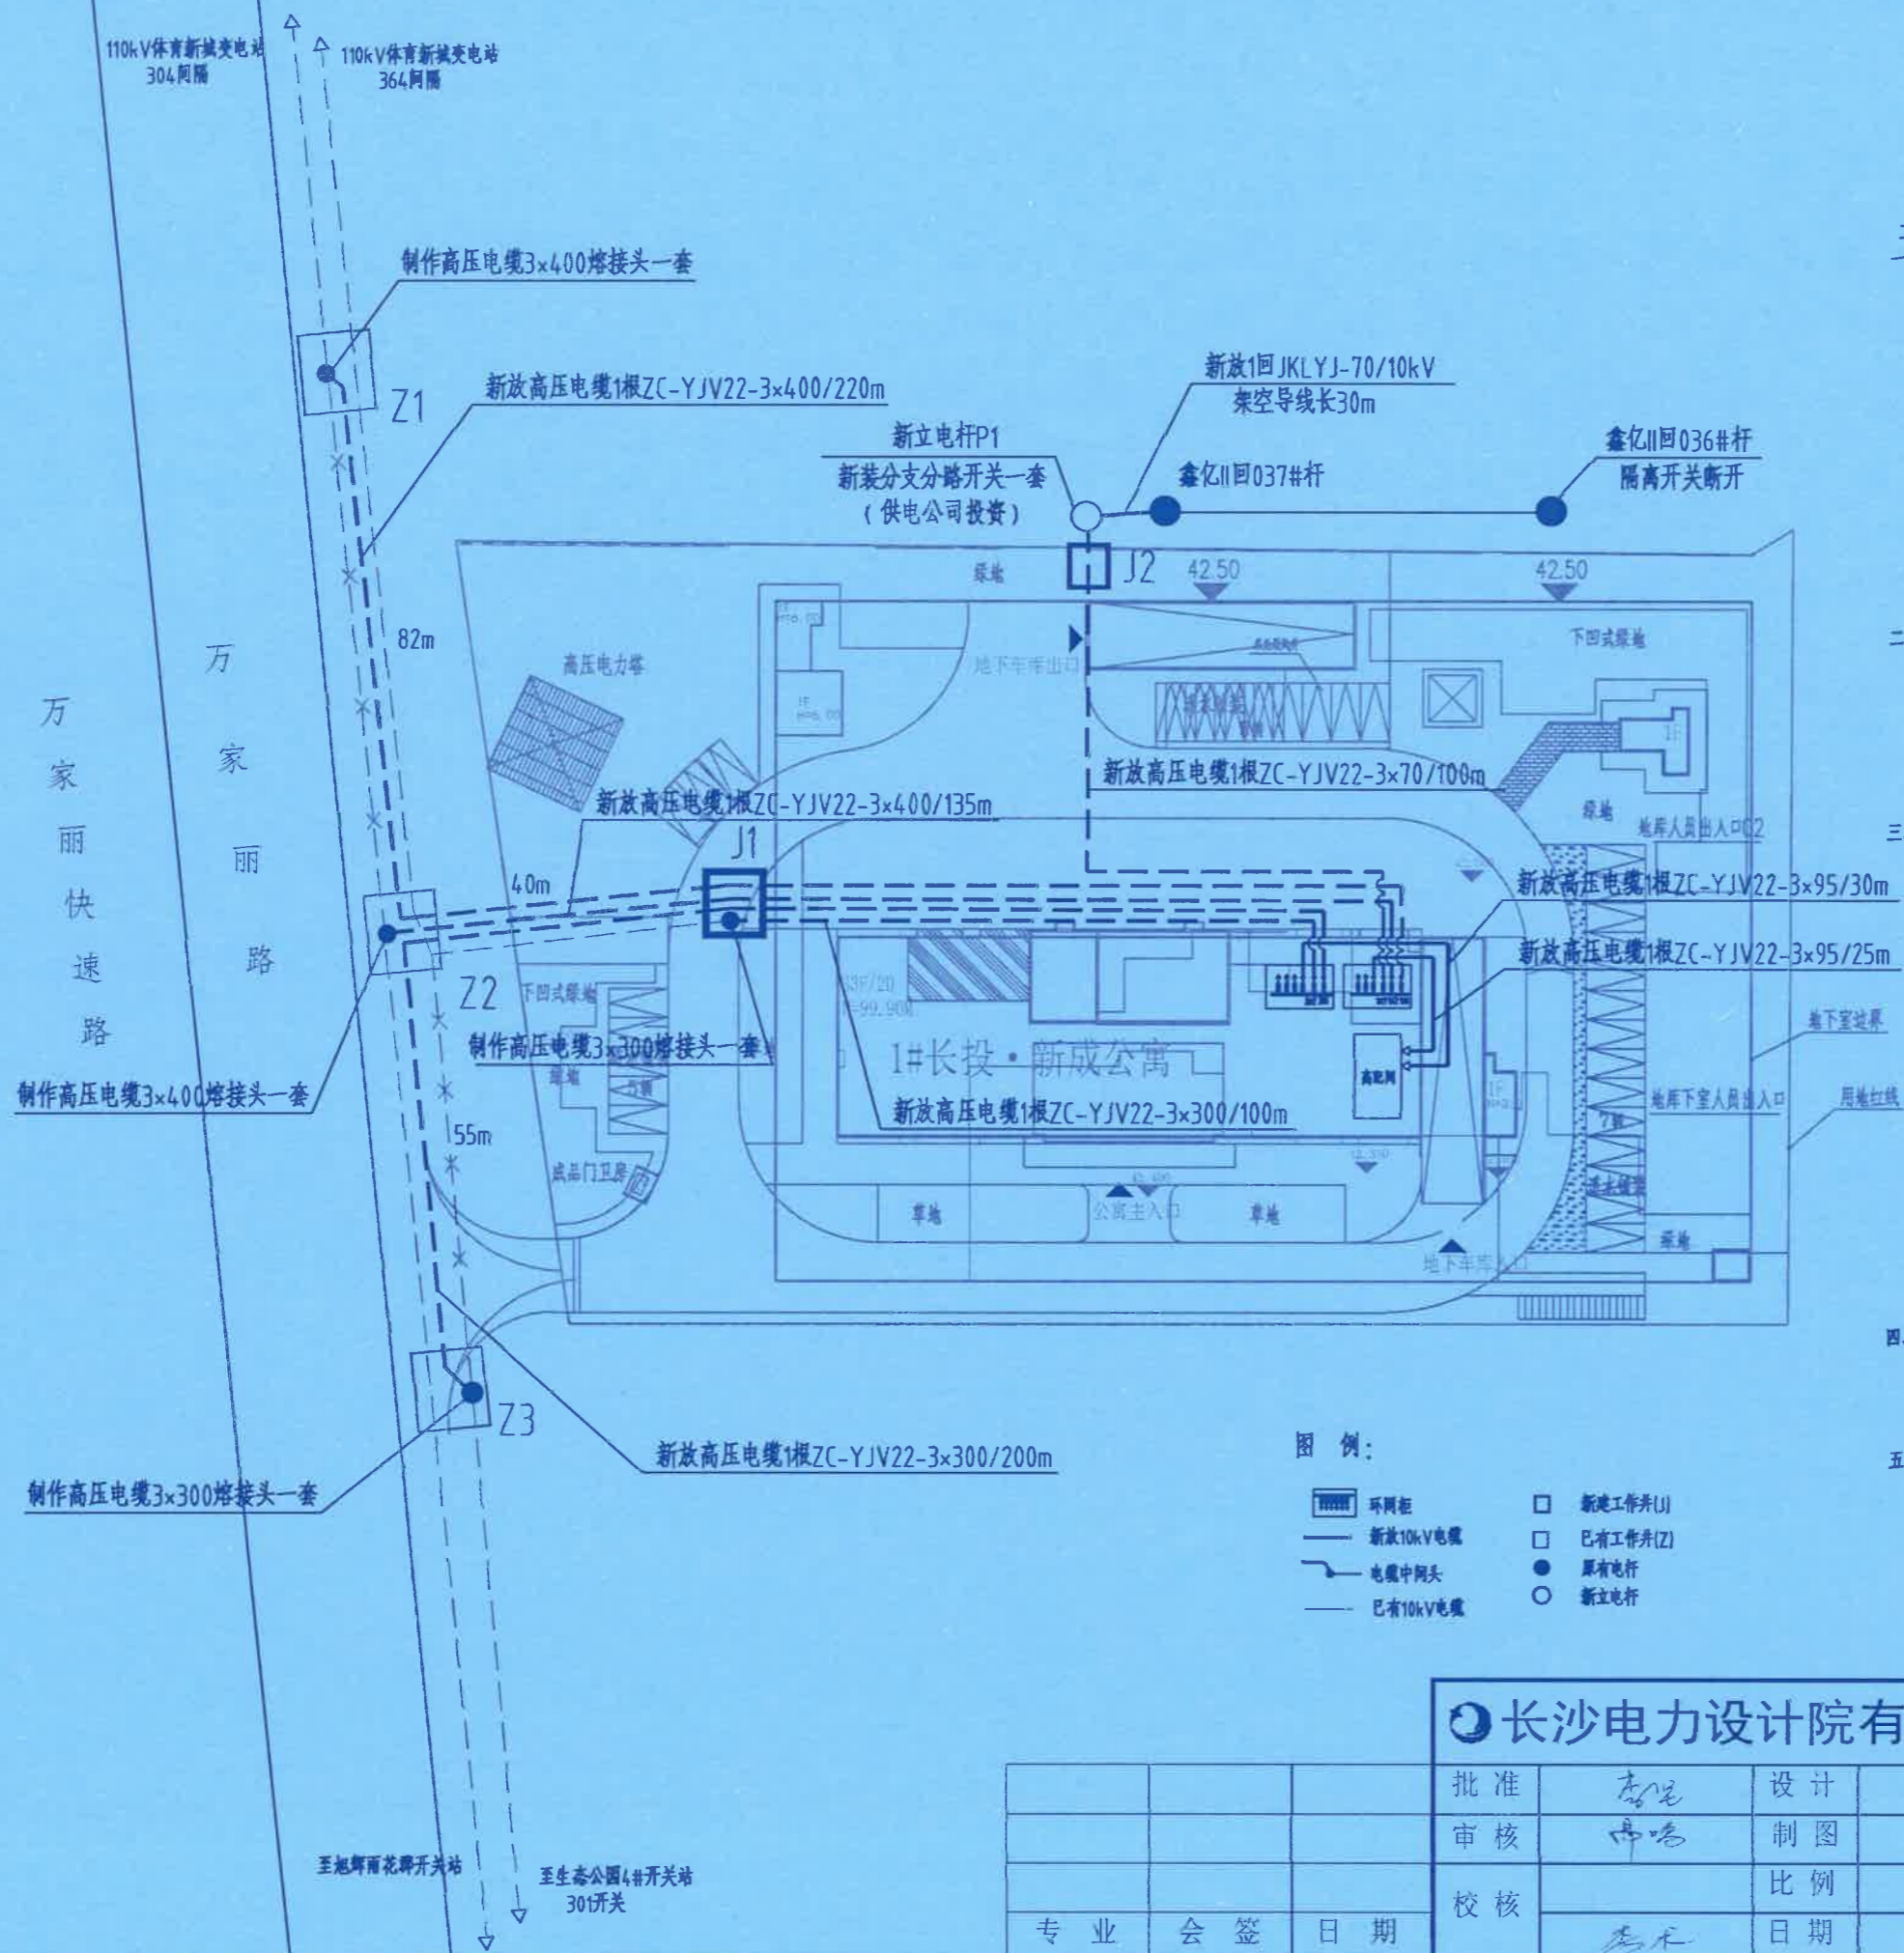 110kV体育新城变电站
304间隔
110kV体育新城变电站
364间隔
制作高压电缆3×400熔接头一套
Z1
新放高压电缆1根ZC-YJV22-3×400/220m
新放1回JKLYJ-70/10kV
架空导线长30m
新立电杆P1
新装分支分路开关一套
(供电公司投资)
鑫亿II回037#杆
鑫亿II回036#杆
隔离开关断开
J2
42.50
42.50
绿地
82m
高压电力塔
地下车库出口
下凹式绿地
1F
万家丽快速路
万家丽路
新放高压电缆1根ZC-YJV22-3×70/100m
新放高压电缆1根ZC-YJV22-3×400/135m
绿地
地库人员出入口02
J1
40m
新放高压电缆1根ZC-YJV22-3×95/30m
新放高压电缆1根ZC-YJV22-3×95/25m
Z2
下凹式绿地
地下室边界
制作高压电缆3×300熔接头一套
绿地
1#长投·新成公寓
高配间
制作高压电缆3×400熔接头一套
新放高压电缆1根ZC-YJV22-3×300/100m
地库下室人员出入口
用地红线
55m
成品门卫房
草地
公寓主入口
草地
绿地
地下车库入口
Z3
新放高压电缆1根ZC-YJV22-3×300/200m
制作高压电缆3×300熔接头一套
图 例:
环网柜
新建工作井(J)
新放10kV电缆
已有工作井(Z)
电缆中间头
原有电杆
已有10kV电缆
新立电杆
二
三
四.
五
至旭辉雨花郡开关站
至生态公园4#开关站
301开关
长沙电力设计院有
批 准
设 计
审 核
制 图
校 核
比 例
专 业
会 签
日 期
日 期